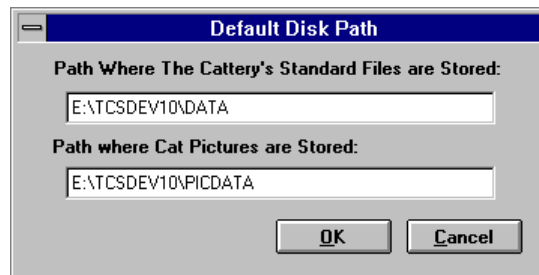 Default Disk Path
Path Where The Cattery's Standard Files are Stored:
E:\TCSDEV10\DATA
Path where Cat Pictures are Stored:
E:\TCSDEV10\PICDATA
OK Cancel